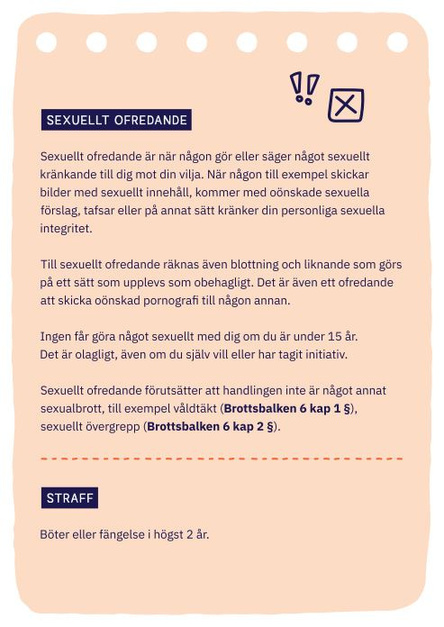 SEXUELLT OFREDANDE
Sexuellt ofredande är när någon gör eller säger något sexuellt
kränkande till dig mot din vilja. När någon till exempel skickar
bilder med sexuellt innehåll, kommer med oönskade sexuella
förslag, tafsar eller på annat sätt kränker din personliga sexuella
integritet.
Till sexuellt ofredande räknas även blottning och liknande som görs
på ett sätt som upplevs som obehagligt. Det är även ett ofredande
att skicka oönskad pornografi till någon annan.
Ingen får göra något sexuellt med dig om du är under 15 år.
Det är olagligt, även om du själv vill eller har tagit initiativ.
Sexuellt ofredande förutsätter att handlingen inte är något annat
sexualbrott, till exempel våldtäkt (Brottsbalken 6 kap 1 §),
sexuellt övergrepp (Brottsbalken 6 kap 2 §).
STRAFF
Böter eller fängelse i högst 2 år.